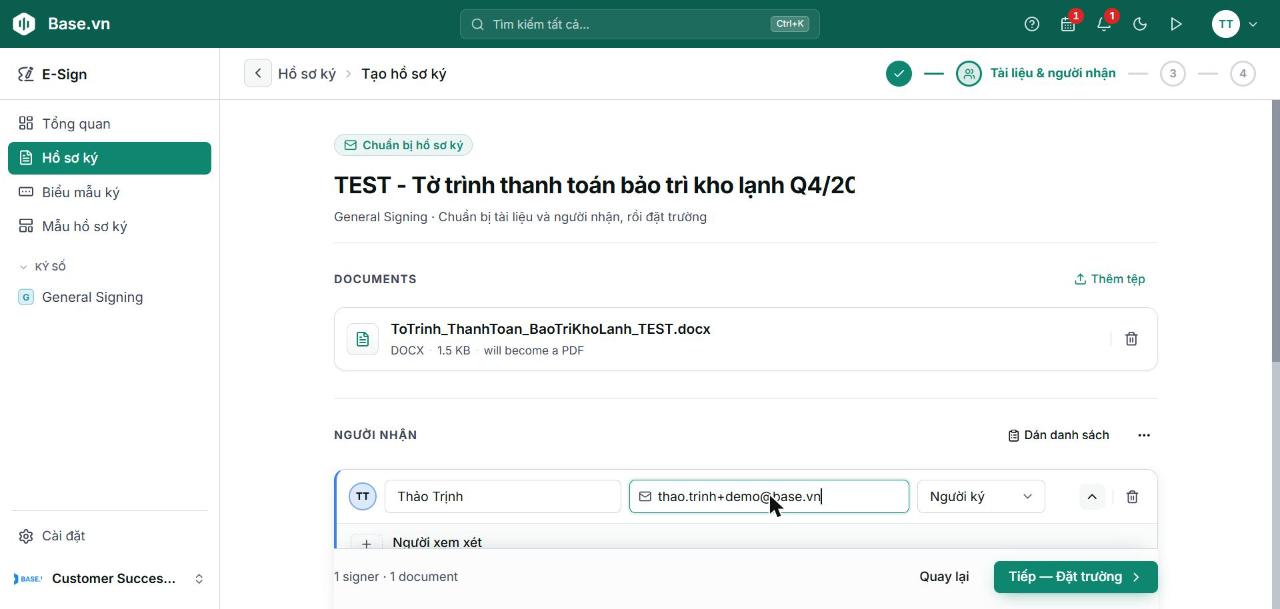 Base.vn
Tìm kiếm tất cả...
Ctrl+K
1
1
TT
E-Sign
Hồ sơ ký
Tạo hồ sơ ký
Tài liệu & người nhận
3
4
Tổng quan
Hồ sơ ký
Biểu mẫu ký
Mẫu hồ sơ ký
KÝ SỐ
G
General Signing
Chuẩn bị hồ sơ ký
TEST - Tờ trình thanh toán bảo trì kho lạnh Q4/20
General Signing · Chuẩn bị tài liệu và người nhận, rồi đặt trường
DOCUMENTS
Thêm tệp
ToTrinh_ThanhToan_BaoTriKhoLanh_TEST.docx
DOCX · 1.5 KB · will become a PDF
NGƯỜI NHẬN
Dán danh sách
TT
Thảo Trịnh
thao.trinh+demo@base.vn
Người ký
Người xem xét
1 signer · 1 document
Quay lại
Tiếp — Đặt trường
Cài đặt
BASE.
Customer Succes...